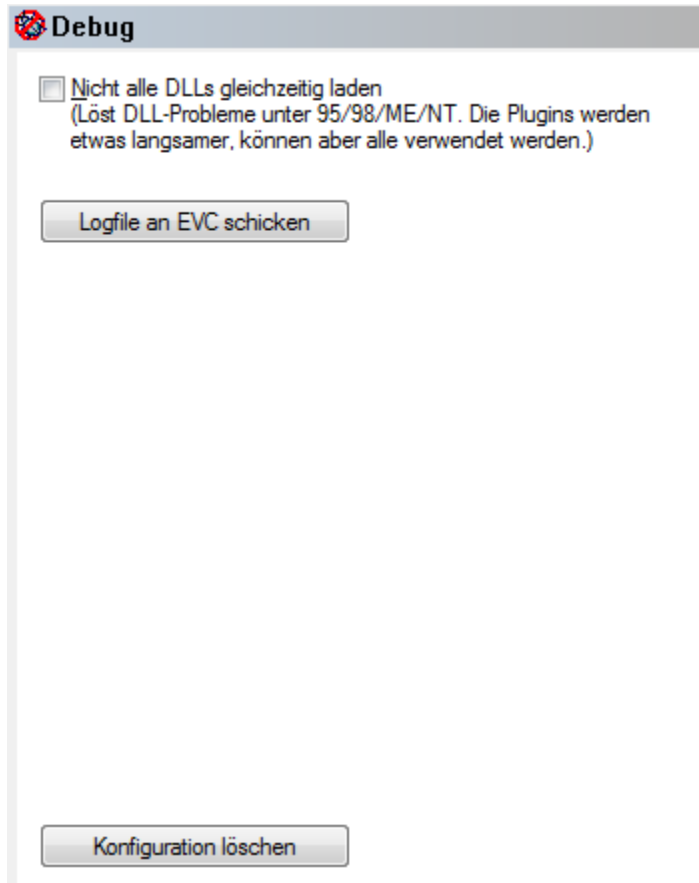 Debug
Nicht alle DLLs gleichzeitig laden
(Löst DLL-Probleme unter 95/98/ME/NT. Die Plugins werden
etwas langsamer, können aber alle verwendet werden.)
Logfile an EVC schicken
Konfiguration löschen